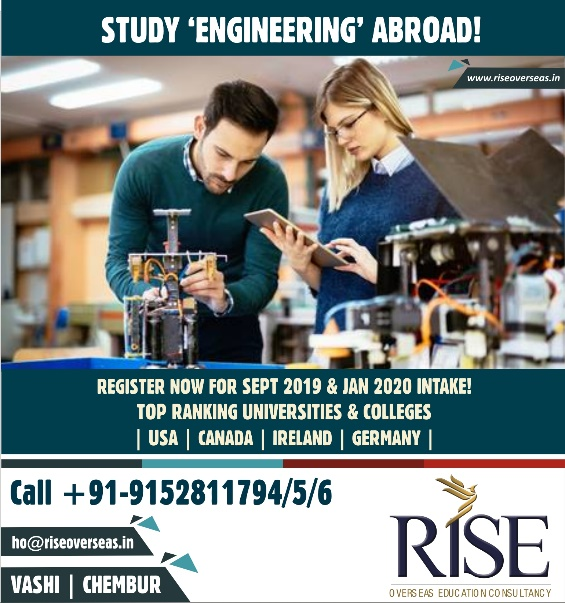 STUDY ‘ENGINEERING’ ABROAD!
www.riseoverseas.in
REGISTER NOW FOR SEPT 2019 & JAN 2020 INTAKE!
TOP RANKING UNIVERSITIES & COLLEGES
| USA | CANADA | IRELAND | GERMANY |
Call +91-9152811794/5/6
ho@riseoverseas.in
VASHI | CHEMBUR
RISE
OVERSEAS EDUCATION CONSULTANCY